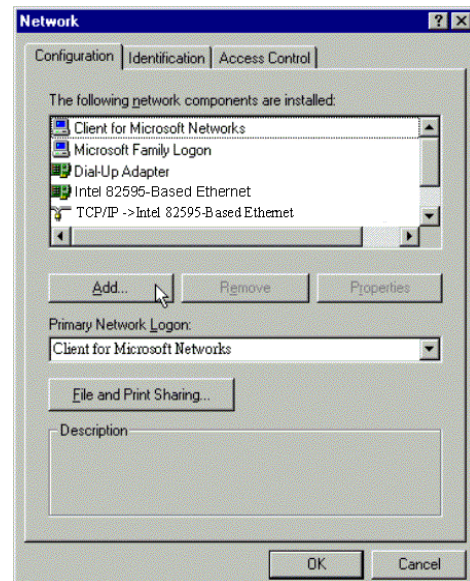 Network
Configuration Identification Access Control
The following network components are installed:
Client for Microsoft Networks
Microsoft Family Logon
Dial-Up Adapter
Intel 82595-Based Ethernet
TCP/IP ->Intel 82595-Based Ethernet
Add... Remove Properties
Primary Network Logon:
Client for Microsoft Networks
File and Print Sharing...
Description
OK Cancel